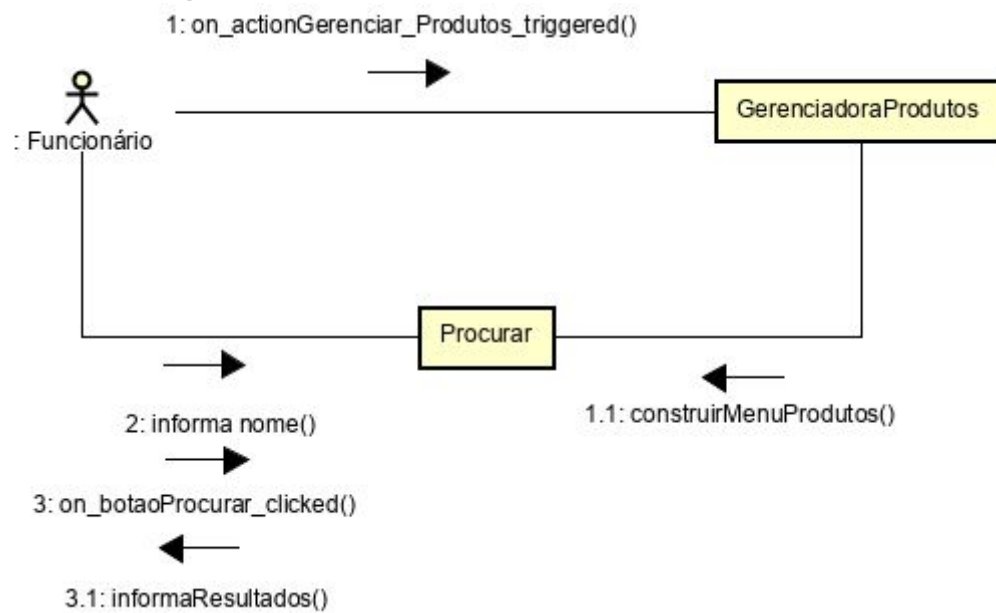 1: on_actionGerenciar_Produtos_triggered()
: Funcionário
GerenciadoraProdutos
Procurar
2: informa nome()
1.1: construirMenuProdutos()
3: on_botaoProcurar_clicked()
3.1: informaResultados()